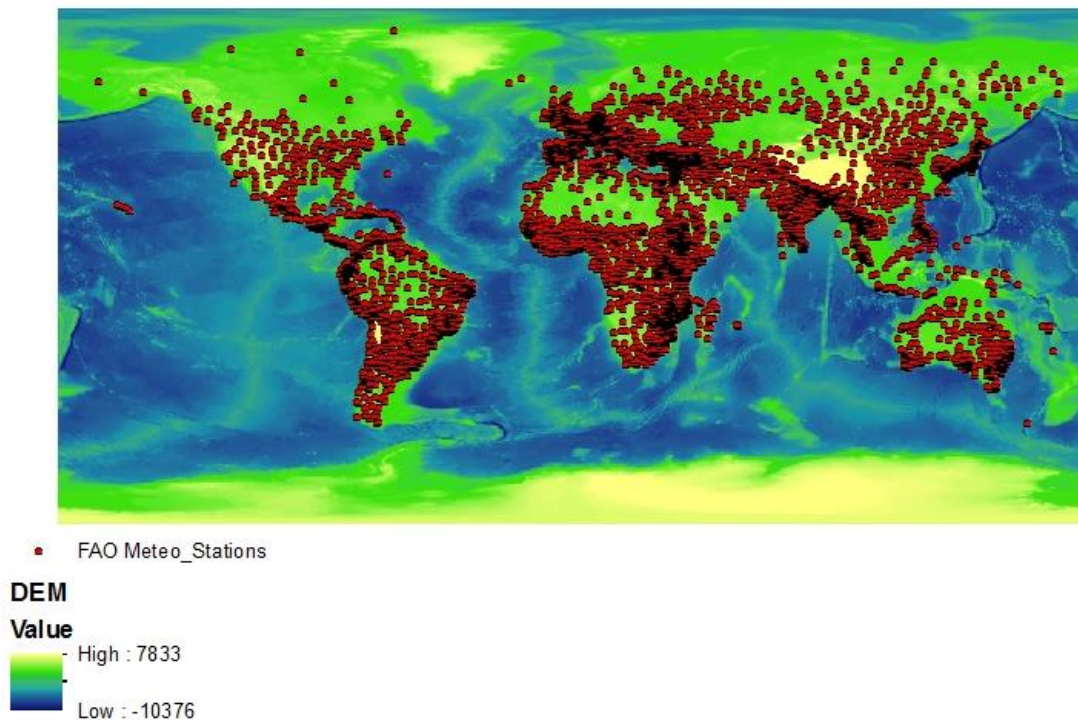 FAO Meteo_Stations
DEM
Value
High : 7833
Low : -10376